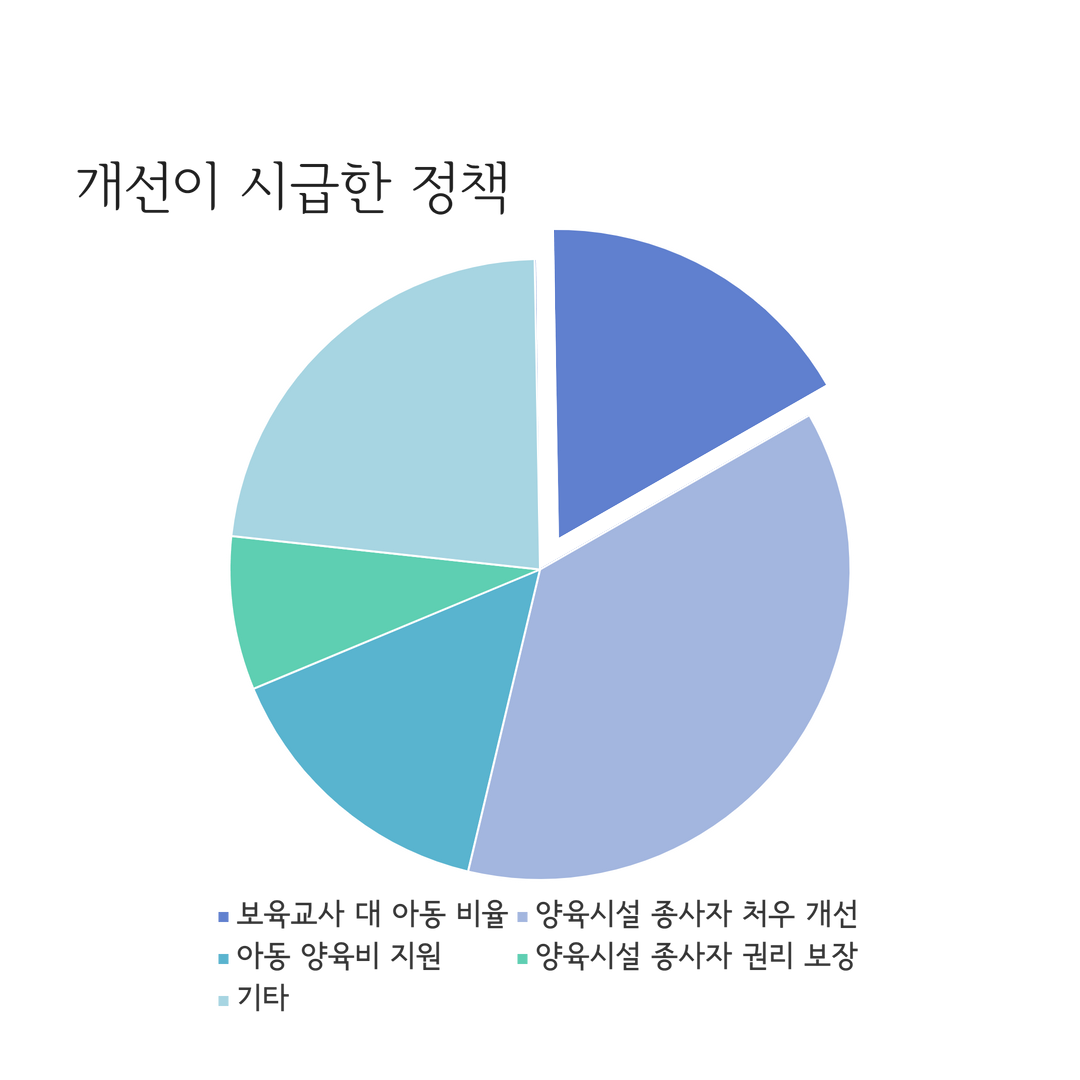 개선이 시급한 정책
보육교사 대 아동 비율 양육시설 종사자 처우 개선
아동 양육비 지원 양육시설 종사자 권리 보장
기타